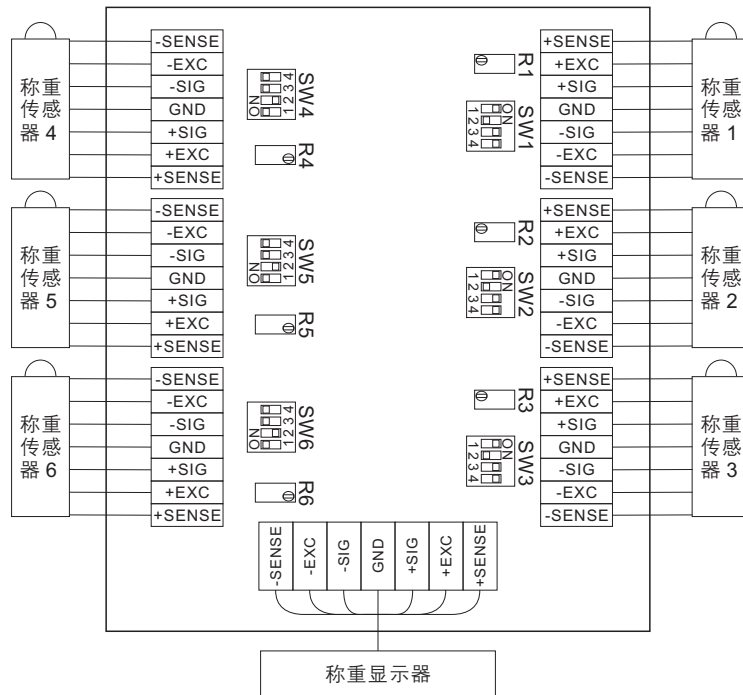 -SENSE
-EXC
-SIG
GND
+SIG
+EXC
+SENSE
称重
传感
器 4
SW4
ON
1 2 3 4
R4
R1
SW1
ON
1 2 3 4
+SENSE
+EXC
+SIG
GND
-SIG
-EXC
-SENSE
称重
传感
器 1
-SENSE
-EXC
-SIG
GND
+SIG
+EXC
+SENSE
称重
传感
器 5
SW5
ON
1 2 3 4
R5
R2
SW2
ON
1 2 3 4
+SENSE
+EXC
+SIG
GND
-SIG
-EXC
-SENSE
称重
传感
器 2
-SENSE
-EXC
-SIG
GND
+SIG
+EXC
+SENSE
称重
传感
器 6
SW6
ON
1 2 3 4
R6
R3
SW3
ON
1 2 3 4
+SENSE
+EXC
+SIG
GND
-SIG
-EXC
-SENSE
称重
传感
器 3
-SENSE
-EXC
-SIG
GND
+SIG
+EXC
+SENSE
称重显示器